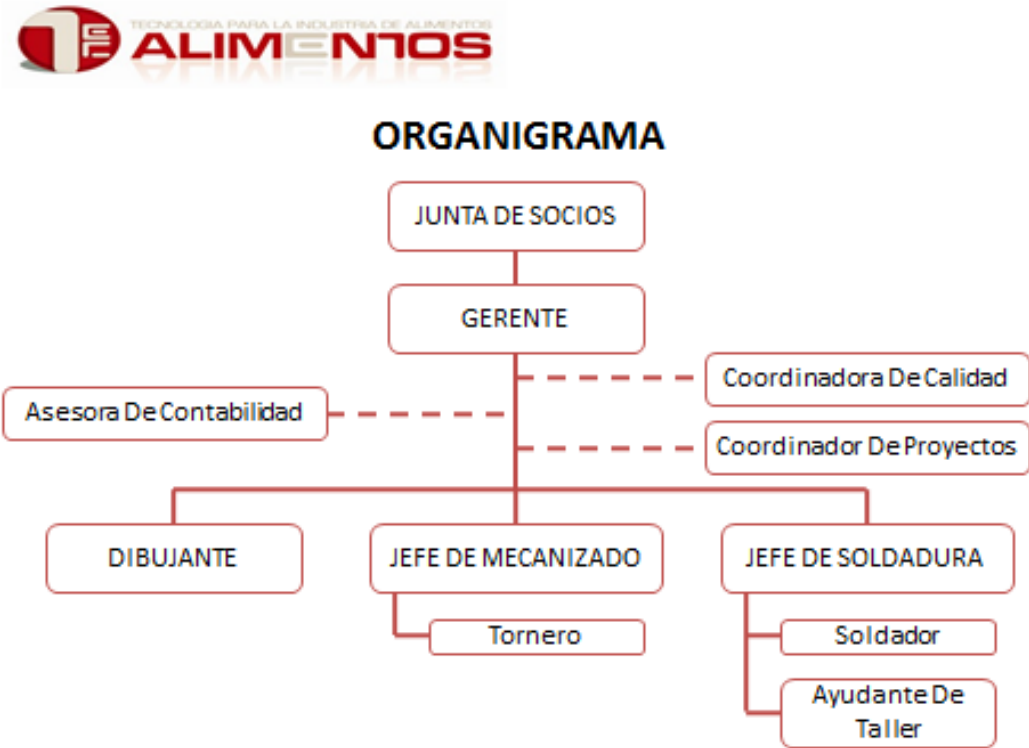 TECNOLOGIA PARA LA INDUSTRIA DE ALIMENTOS
ALIMENTOS
ORGANIGRAMA
JUNTA DE SOCIOS
GERENTE
Coordinadora De Calidad
Asesora De Contabilidad
Coordinador De Proyectos
DIBUJANTE
JEFE DE MECANIZADO
JEFE DE SOLDADURA
Tornero
Soldador
Ayudante De
Taller